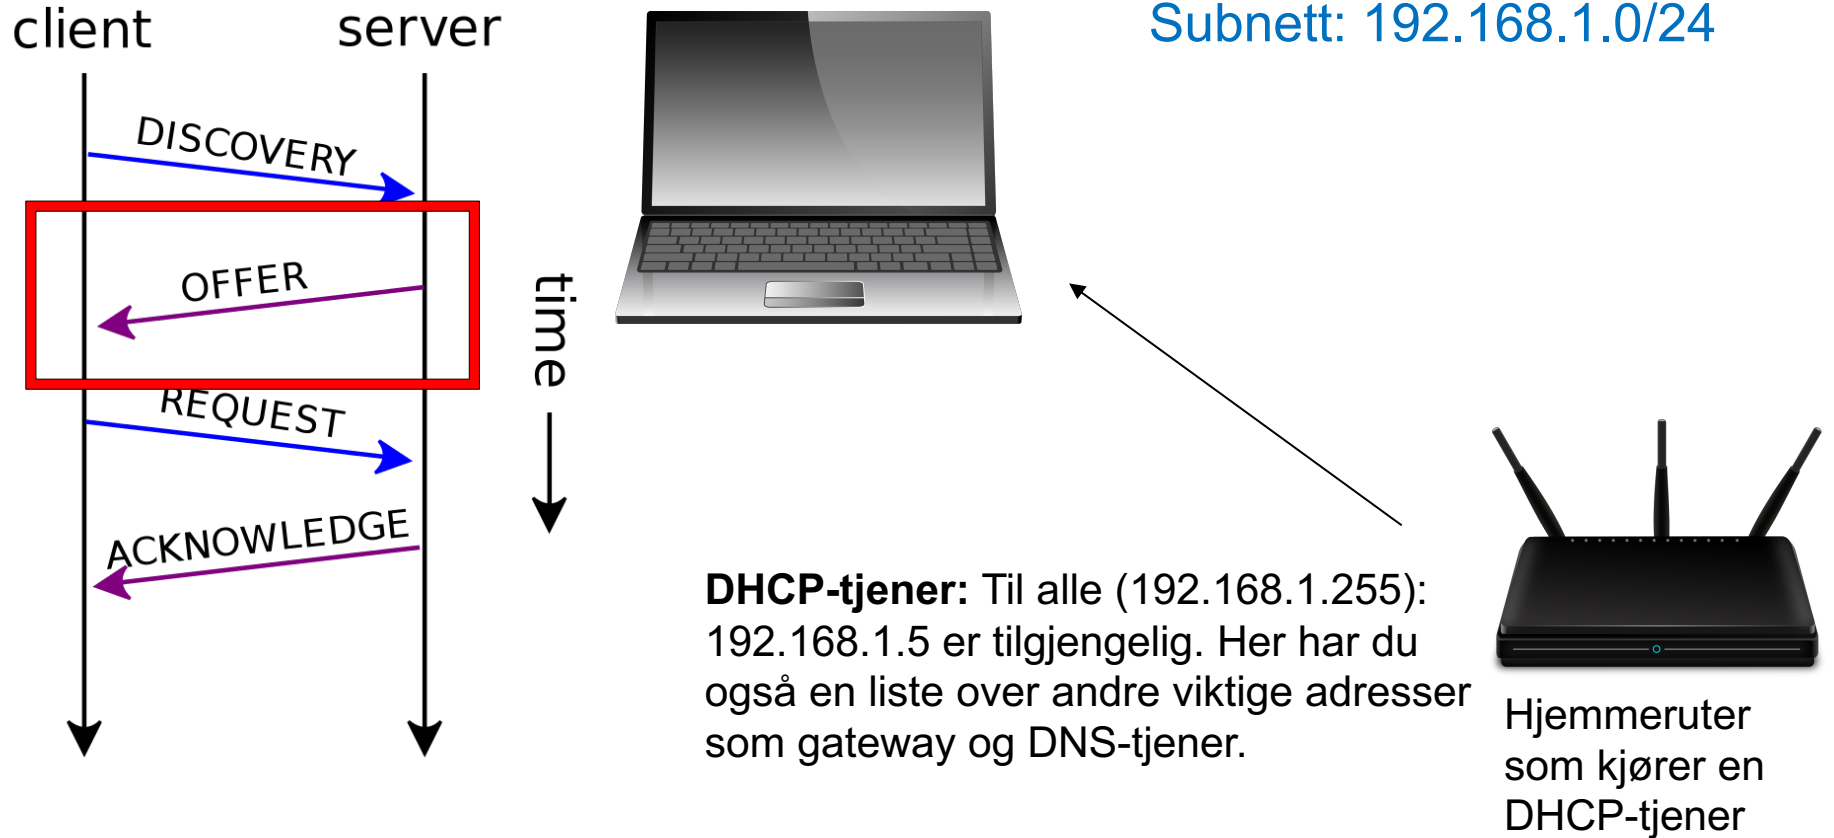 client
server
DISCOVERY
OFFER
REQUEST
ACKNOWLEDGE
time
Subnett: 192.168.1.0/24
DHCP-tjener: Til alle (192.168.1.255):
192.168.1.5 er tilgjengelig. Her har du
også en liste over andre viktige adresser
som gateway og DNS-tjener.
Hjemmeruter
som kjører en
DHCP-tjener